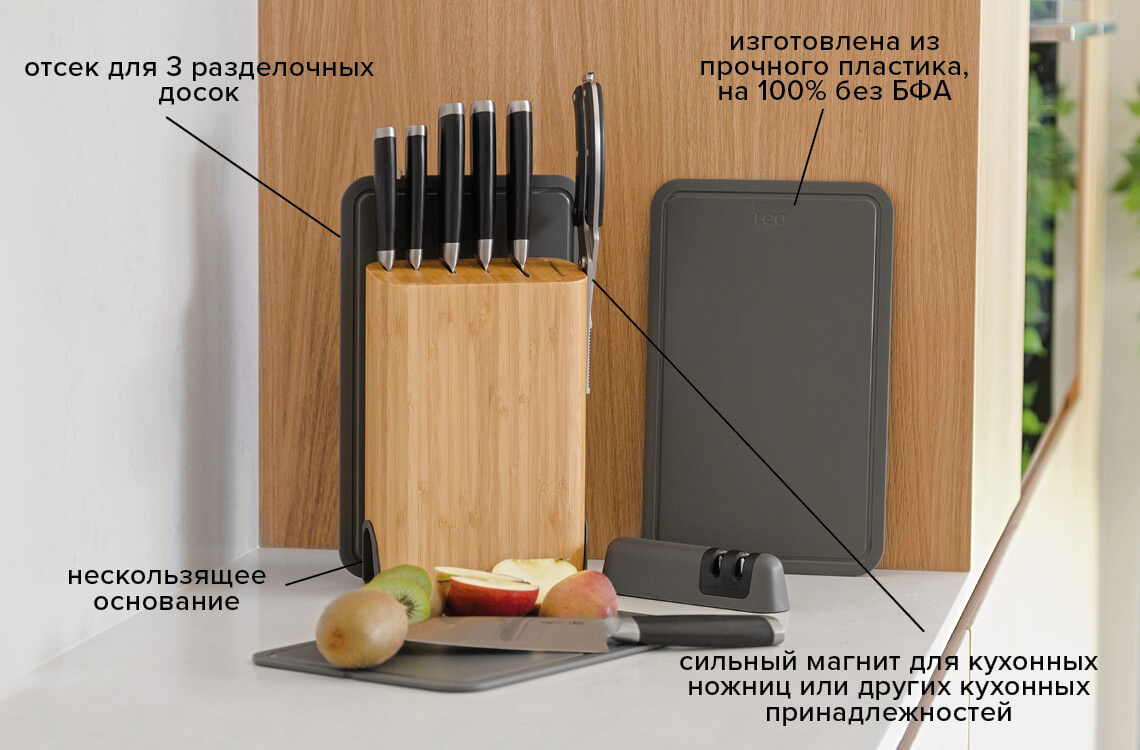 отсек для 3 разделочных
досок
изготовлена из
прочного пластика,
на 100% без БФА
нескользящее
основание
сильный магнит для кухонных
ножниц или других кухонных
принадлежностей
leo